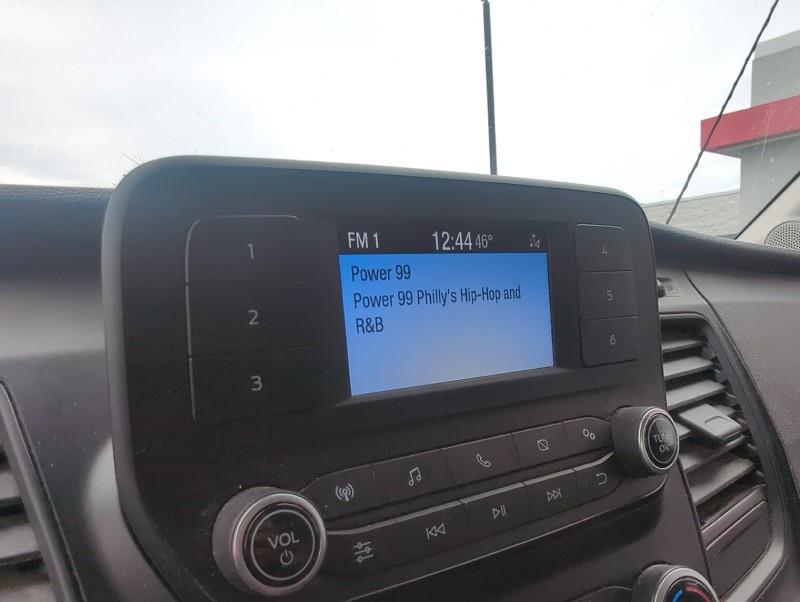 FM 1 12:44 46°
Power 99
Power 99 Philly's Hip-Hop and
R&B
1
2
3
4
5
6
VOL
TUNE
OK